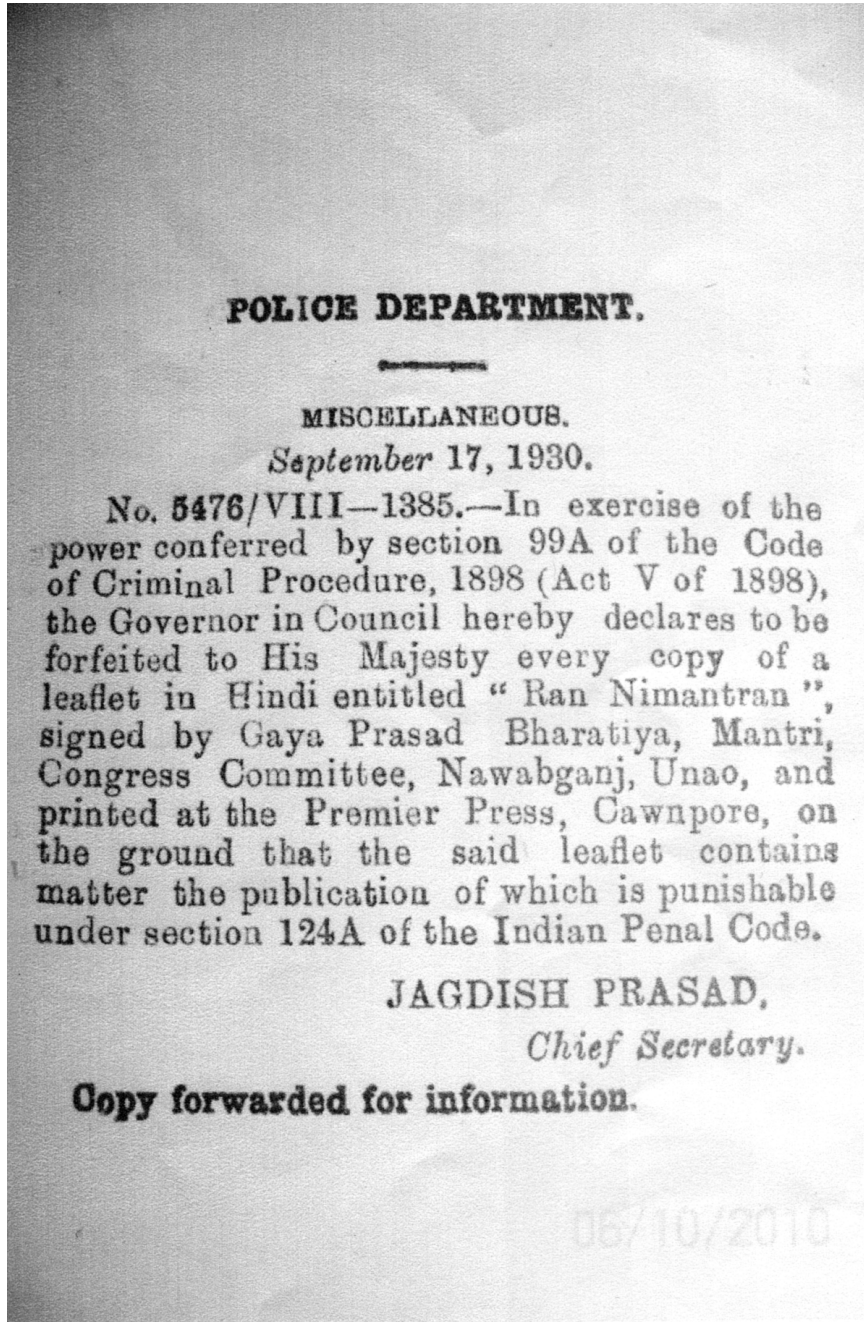 POLICE DEPARTMENT.
MISCELLANEOUS.
September 17, 1930.
No. 5476/VIII—1385.—In exercise of the
power conferred by section 99A of the Code
of Criminal Procedure, 1898 (Act V of 1898),
the Governor in Council hereby declares to be
forfeited to His Majesty every copy of a
leaflet in Hindi entitled “ Ran Nimantran ”,
signed by Gaya Prasad Bharatiya, Mantri,
Congress Committee, Nawabganj, Unao, and
printed at the Premier Press, Cawnpore, on
the ground that the said leaflet contains
matter the publication of which is punishable
under section 124A of the Indian Penal Code.
JAGDISH PRASAD,
Chief Secretary.
Copy forwarded for information.
06/10/2010